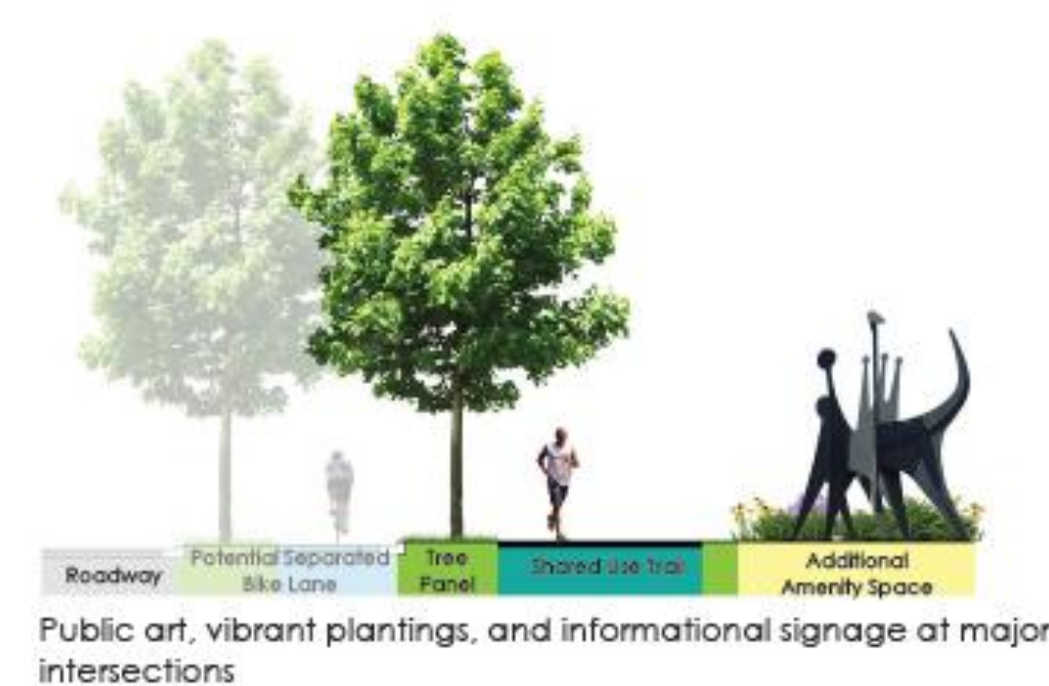 Roadway
Potential Separated
Bike Lane
Tree
Panel
Shared Use Trail
Additional
Amenity Space
Public art, vibrant plantings, and informational signage at major
intersections